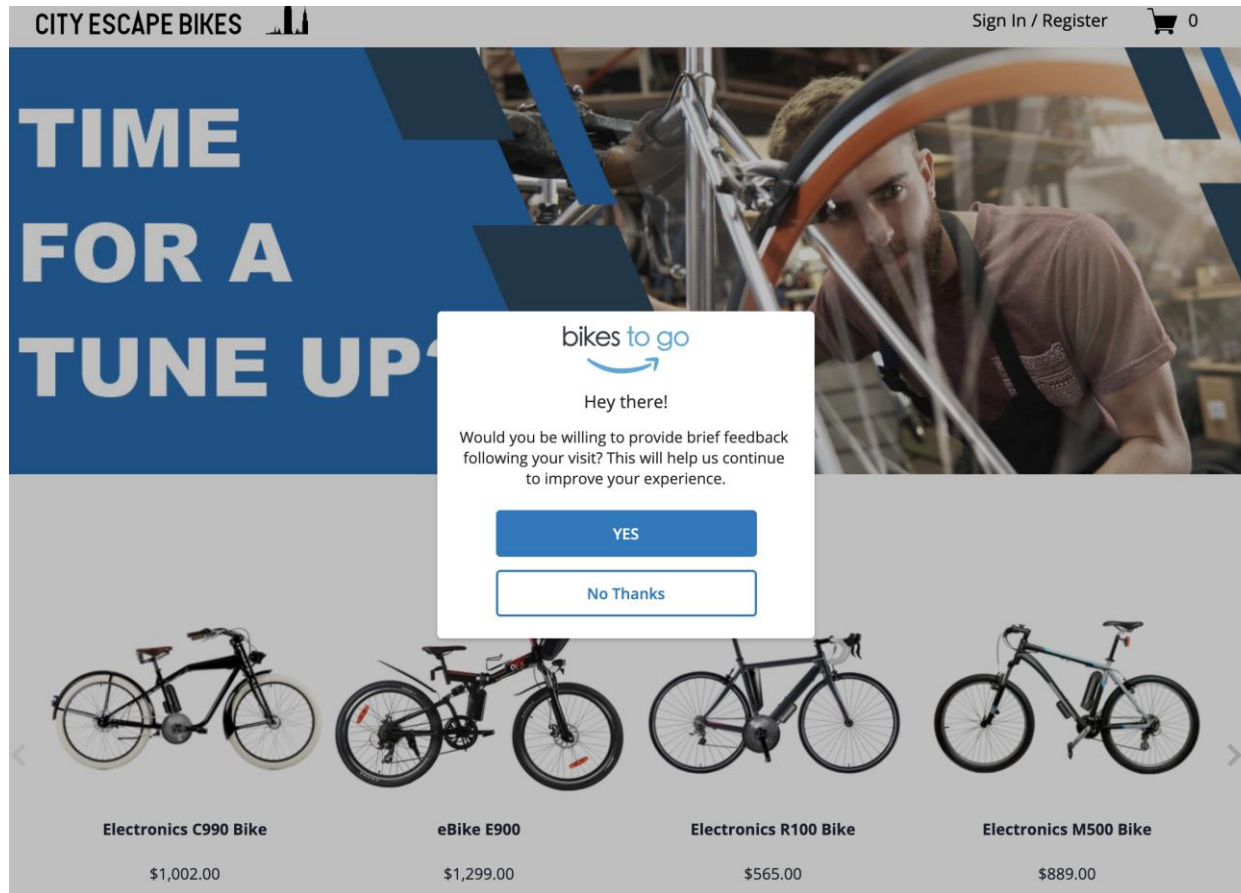 CITY ESCAPE BIKES
Sign In / Register
0
TIME
FOR A
TUNE UP?
bikes to go
Hey there!
Would you be willing to provide brief feedback
following your visit? This will help us continue
to improve your experience.
YES
No Thanks
Electronics C990 Bike
eBike E900
Electronics R100 Bike
Electronics M500 Bike
$1,002.00
$1,299.00
$565.00
$889.00